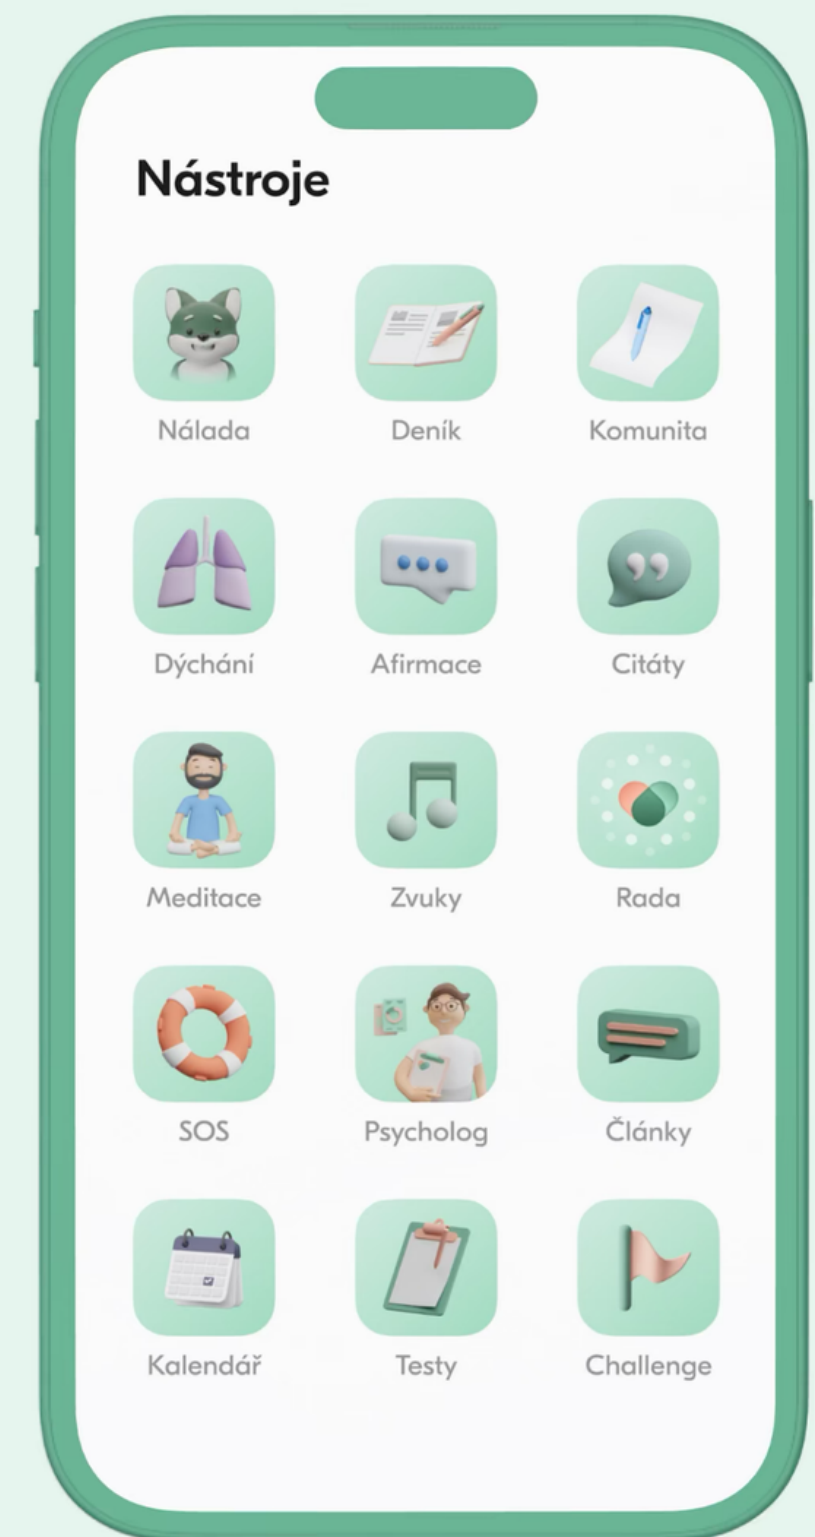 Nástroje
Nálada Deník Komunita
Dýchání Afirmace Citáty
Meditace Zvuky Rada
SOS Psycholog Články
Kalendář Testy Challenge